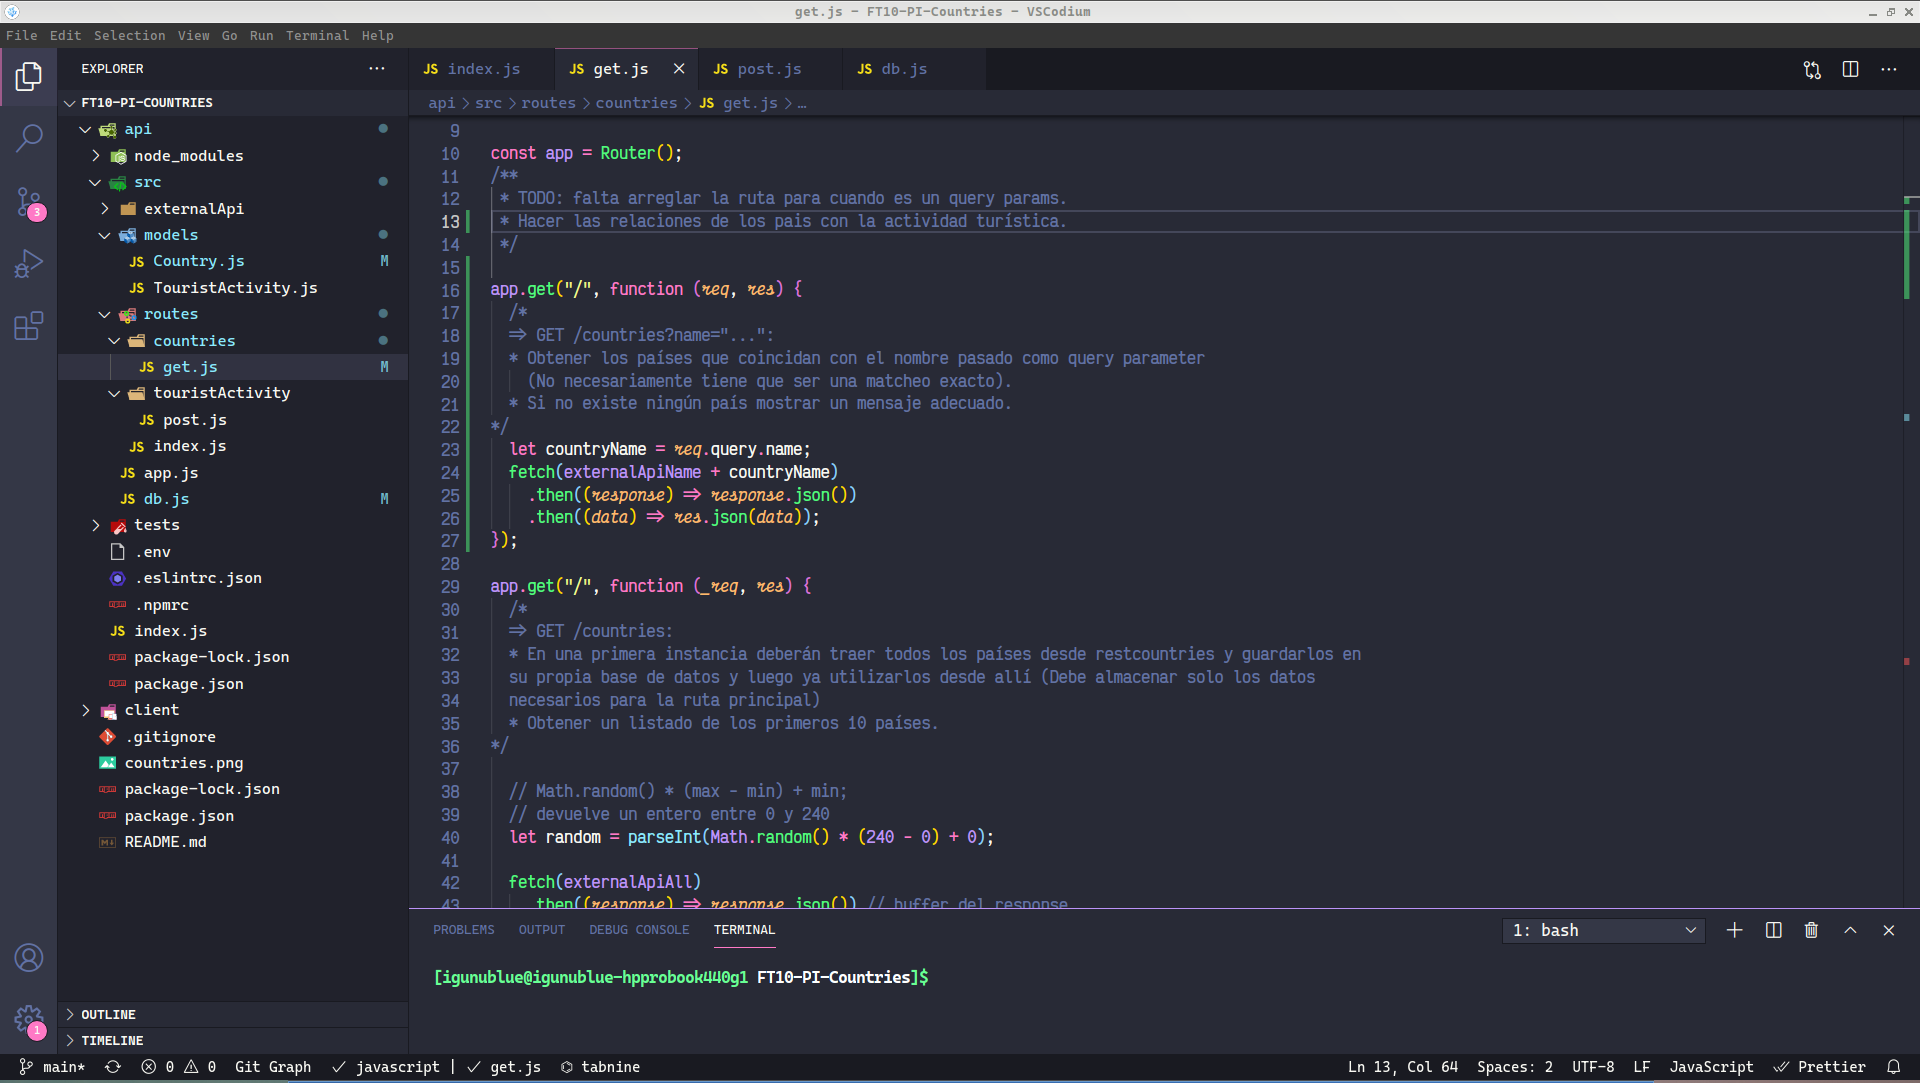 get.js - FT10-PI-Countries - VSCodium
File Edit Selection View Go Run Terminal Help
EXPLORER
FT10-PI-COUNTRIES
api
node_modules
src
externalApi
models
Country.js M
TouristActivity.js
routes
countries
get.js M
touristActivity
post.js
index.js
app.js
db.js M
tests
.env
.eslintrc.json
.npmrc
index.js
package-lock.json
package.json
client
.gitignore
countries.png
package-lock.json
package.json
README.md
OUTLINE
TIMELINE
3
1
JS index.js JS get.js JS post.js JS db.js
api > src > routes > countries > JS get.js > …
9
10 const app = Router();
11 /**
12 * TODO: falta arreglar la ruta para cuando es un query params.
13 * Hacer las relaciones de los pais con la actividad turística.
14 */
15
16 app.get("/", function (req, res) {
17 /*
18 => GET /countries?name="...":
19 * Obtener los países que coincidan con el nombre pasado como query parameter
20 (No necesariamente tiene que ser una matcheo exacto).
21 * Si no existe ningún país mostrar un mensaje adecuado.
22 */
23 let countryName = req.query.name;
24 fetch(externalApiName + countryName)
25 .then((response) => response.json())
26 .then((data) => res.json(data));
27 });
28
29 app.get("/", function (_req, res) {
30 /*
31 => GET /countries:
32 * En una primera instancia deberán traer todos los países desde restcountries y guardarlos en
33 su propia base de datos y luego ya utilizarlos desde allí (Debe almacenar solo los datos
34 necesarios para la ruta principal)
35 * Obtener un listado de los primeros 10 países.
36 */
37
38 // Math.random() * (max - min) + min;
39 // devuelve un entero entre 0 y 240
40 let random = parseInt(Math.random() * (240 - 0) + 0);
41
42 fetch(externalApiAll)
43 .then((response) => response.json()) // buffer del response
PROBLEMS OUTPUT DEBUG CONSOLE TERMINAL 1: bash
[igunublue@igunublue-hpprobook440g1 FT10-PI-Countries]$
main* 0 0 Git Graph javascript | get.js tabnine Ln 13, Col 64 Spaces: 2 UTF-8 LF JavaScript Prettier